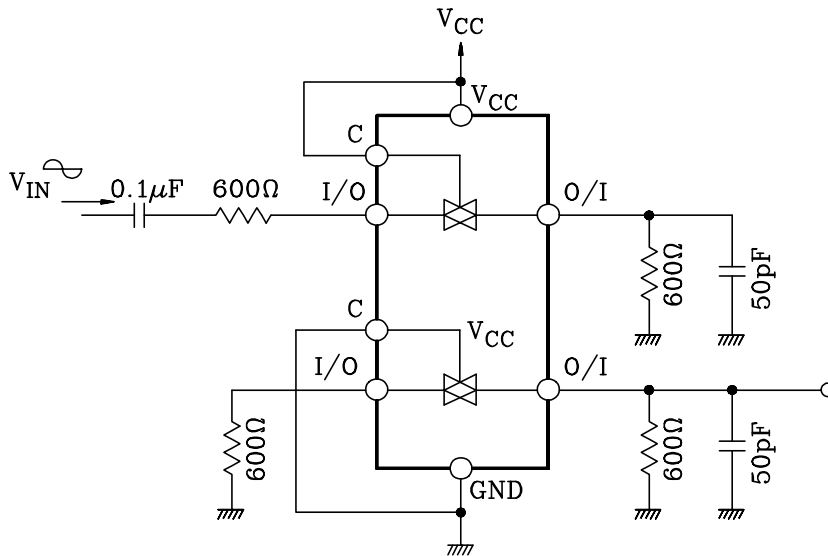 VCC
VCC
C
VIN
0.1μF
600Ω
I/O
O/I
600Ω
50pF
C
VCC
I/O
O/I
600Ω
600Ω
50pF
GND